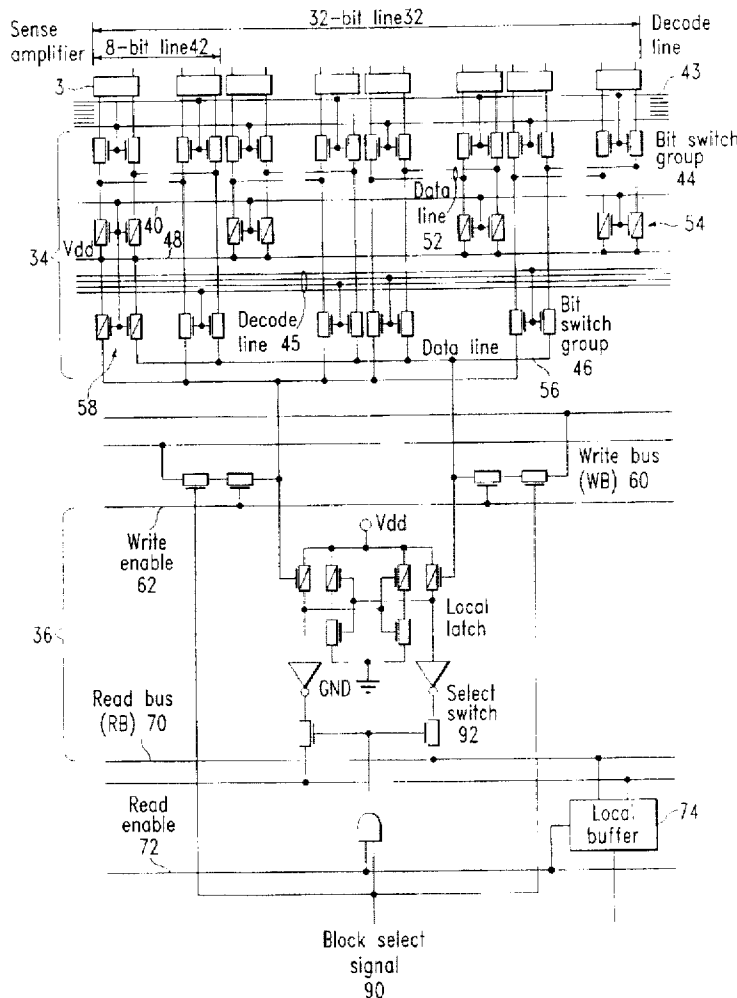 32-bit line32
Sense
amplifier
8-bit line42
Decode
line
3
43
Bit switch
group
44
Data
line
52
40
54
34
Vdd
48
Decode
line 45
Bit
switch
group
46
Data line
58
56
Write bus
(WB) 60
Write
enable
62
Vdd
Local
latch
36
GND
Select
switch
92
Read bus
(RB) 70
Read
enable
72
Local
buffer
74
Block select
signal
90